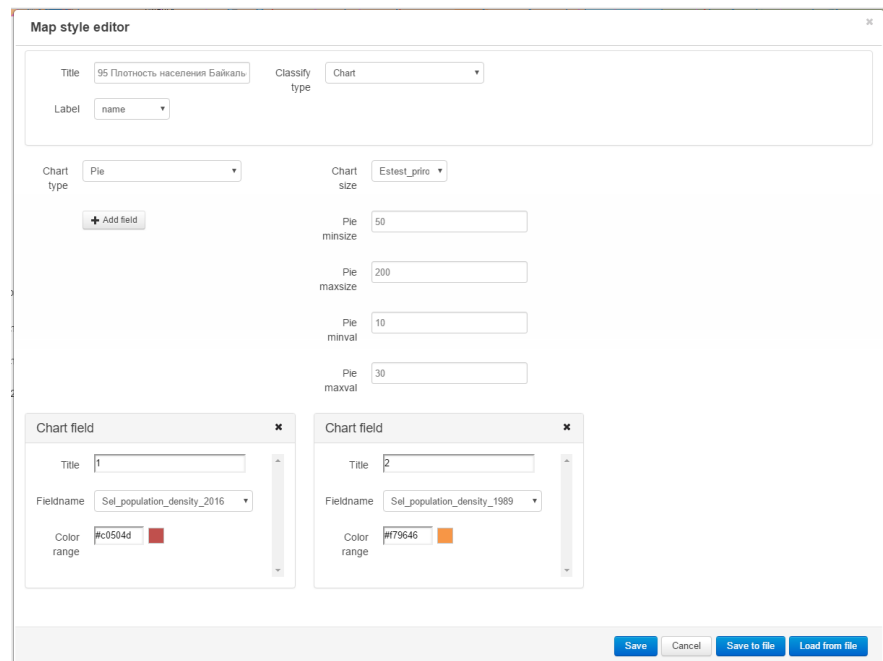 Map style editor
Title 95 Плотность населения Байкаль Classify type Chart
Label name
Chart type Pie Chart size Estest_priro
Add field Pie minsize 50
Pie maxsize 200
Pie minval 10
Pie maxval 30
Chart field
Title 1
Fieldname Sel_population_density_2016
Color range #c0504d
Chart field
Title 2
Fieldname Sel_population_density_1989
Color range #f79646
Save Cancel Save to file Load from file